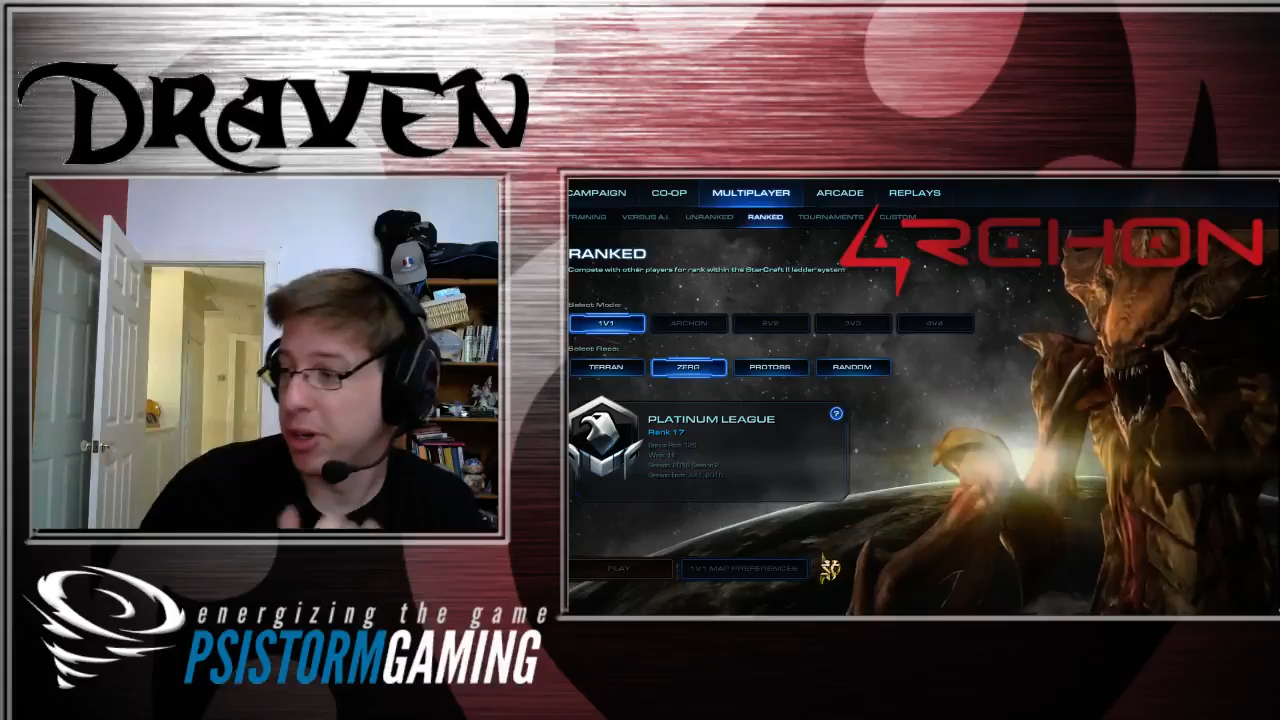 DRAVEN
CAMPAIGN CO-OP MULTIPLAYER ARCADE REPLAYS
TRAINING VERSUS A.I. UNRANKED RANKED TOURNAMENTS CUSTOM
ARCHON
RANKED
Compete with other players for rank within the StarCraft II ladder system
Select Mode:
1V1 ARCHON 2V2 3V3 4V4
Select Race:
TERRAN ZERG PROTOSS RANDOM
PLATINUM LEAGUE ?
Rank 17
PLAY 1V1 MAP PREFERENCES
energizing the game
PSISTORMGAMING